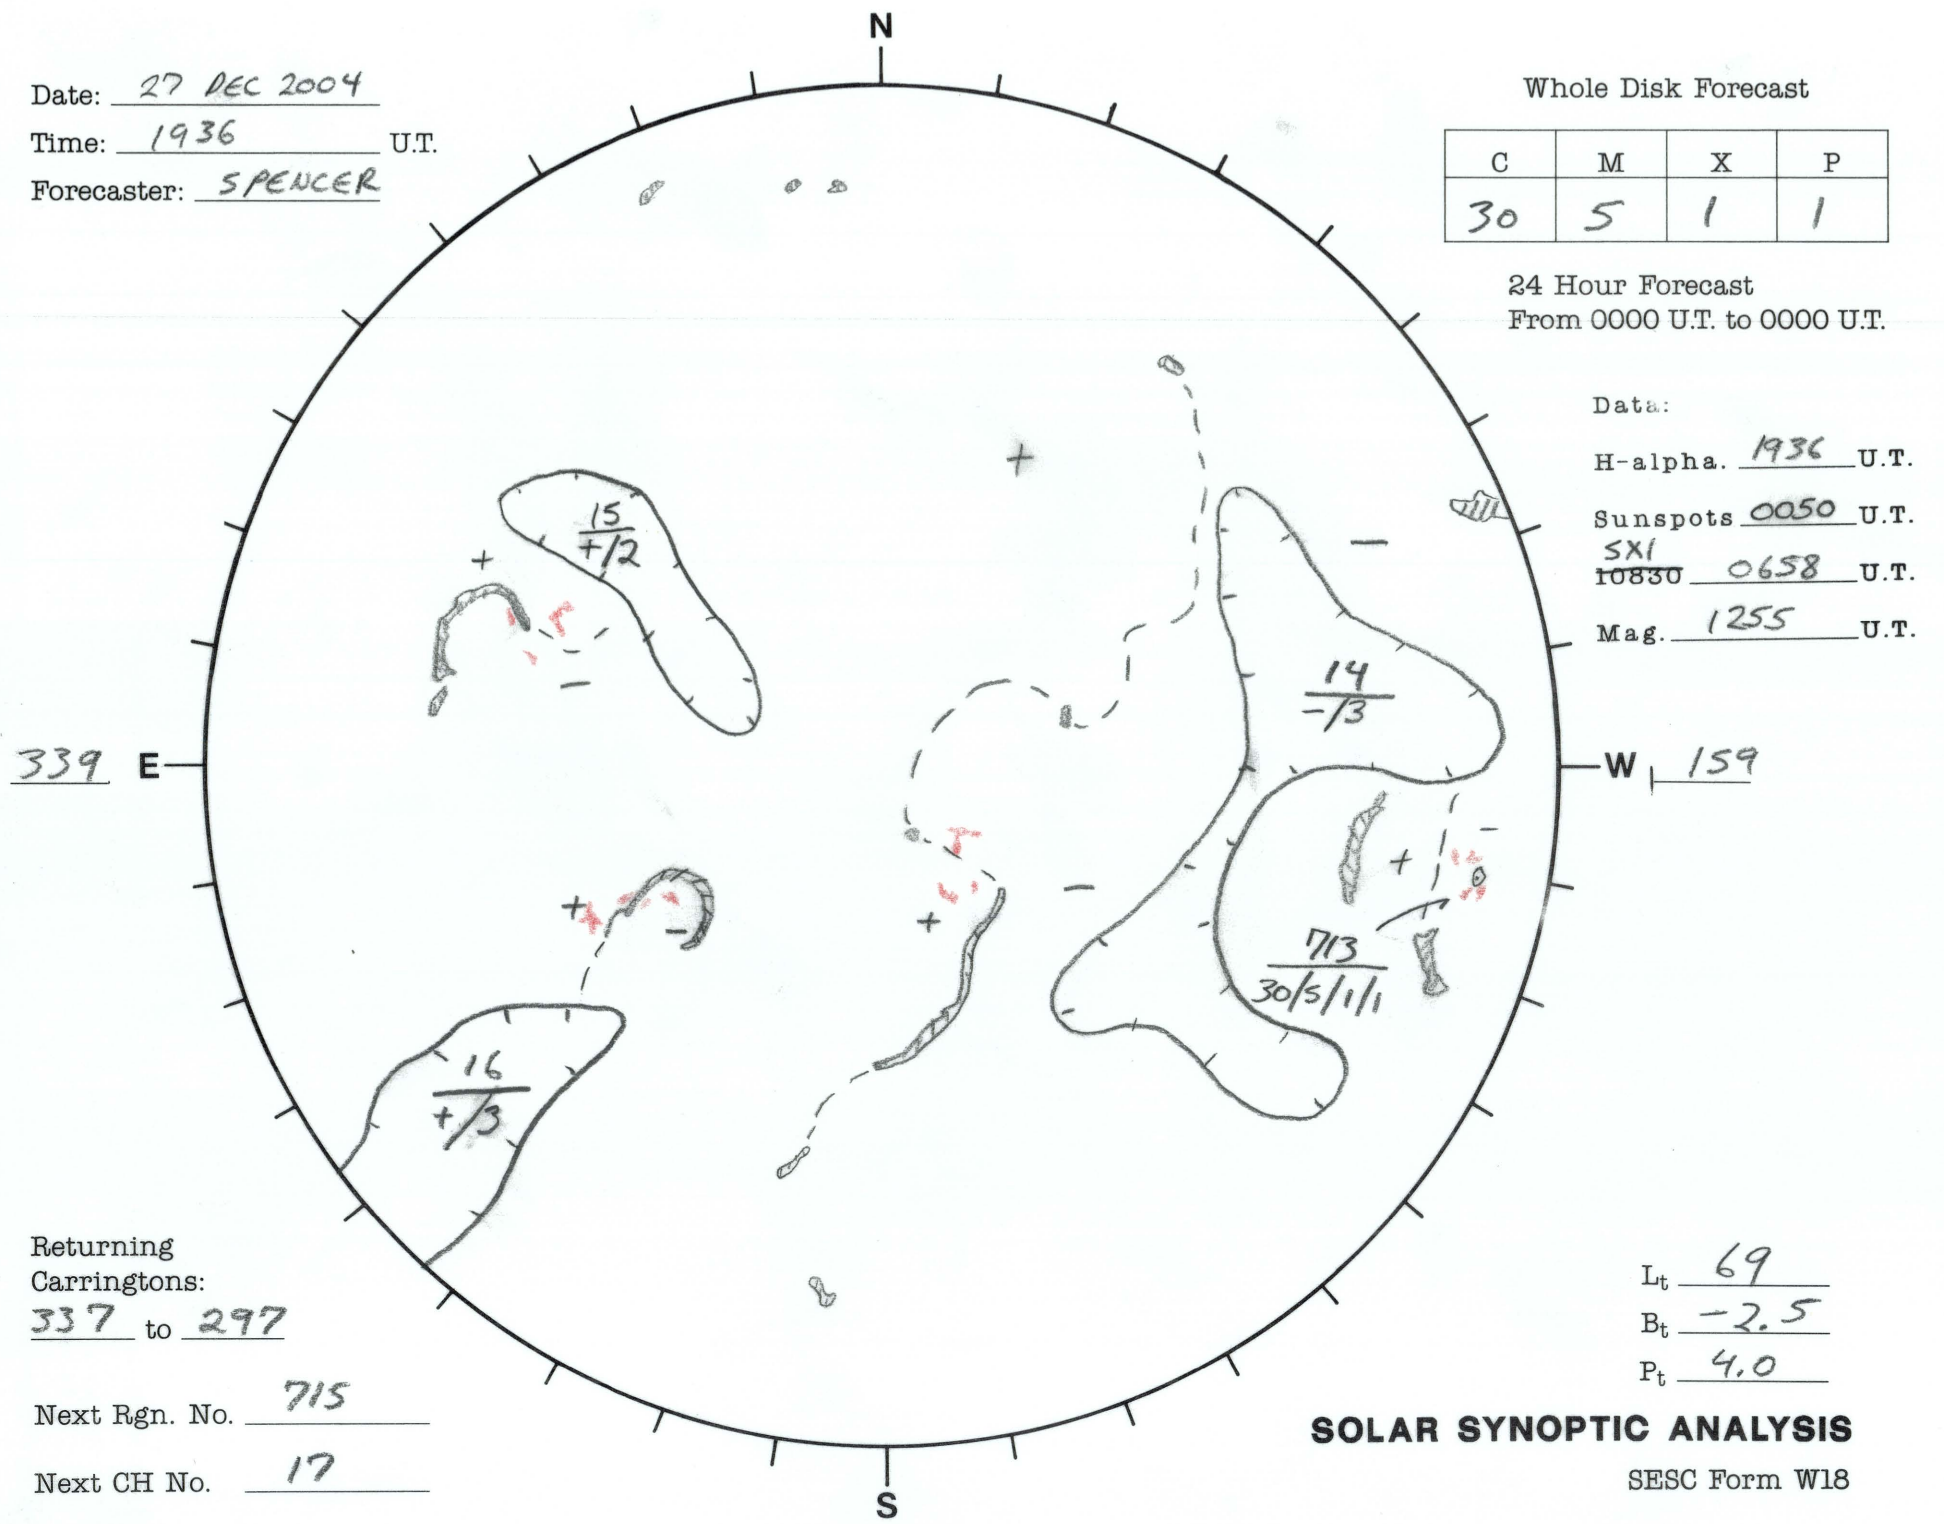 N
Date: 27 DEC 2004
Time: 1936 U.T.
Forecaster: SPENCER
Whole Disk Forecast
C M X P
30 5 1 1
24 Hour Forecast
From 0000 U.T. to 0000 U.T.
Data:
H-alpha. 1936 U.T.
Sunspots 0050 U.T.
SXI
10830 0658 U.T.
Mag. 1255 U.T.
+
15
+/2
+
-
-
14
-/3
339 E
W 159
-
+
-
+
-
+
713
30/5/1/1
16
+/3
Returning
Carringtons:
337 to 297
Next Rgn. No. 715
Next CH No. 17
Lt 69
Bt -2.5
Pt 4.0
SOLAR SYNOPTIC ANALYSIS
SESC Form W18
S